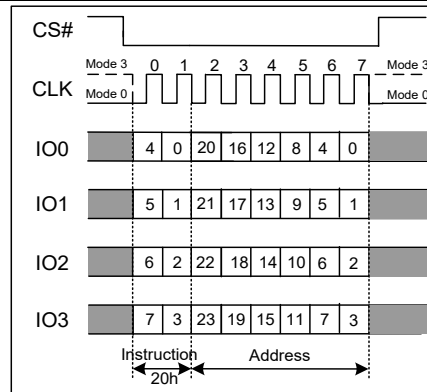 CS#
Mode 3 0 1 2 3 4 5 6 7 Mode 3
CLK Mode 0 Mode 0
IO0 4 0 20 16 12 8 4 0
IO1 5 1 21 17 13 9 5 1
IO2 6 2 22 18 14 10 6 2
IO3 7 3 23 19 15 11 7 3
Instruction Address
20h